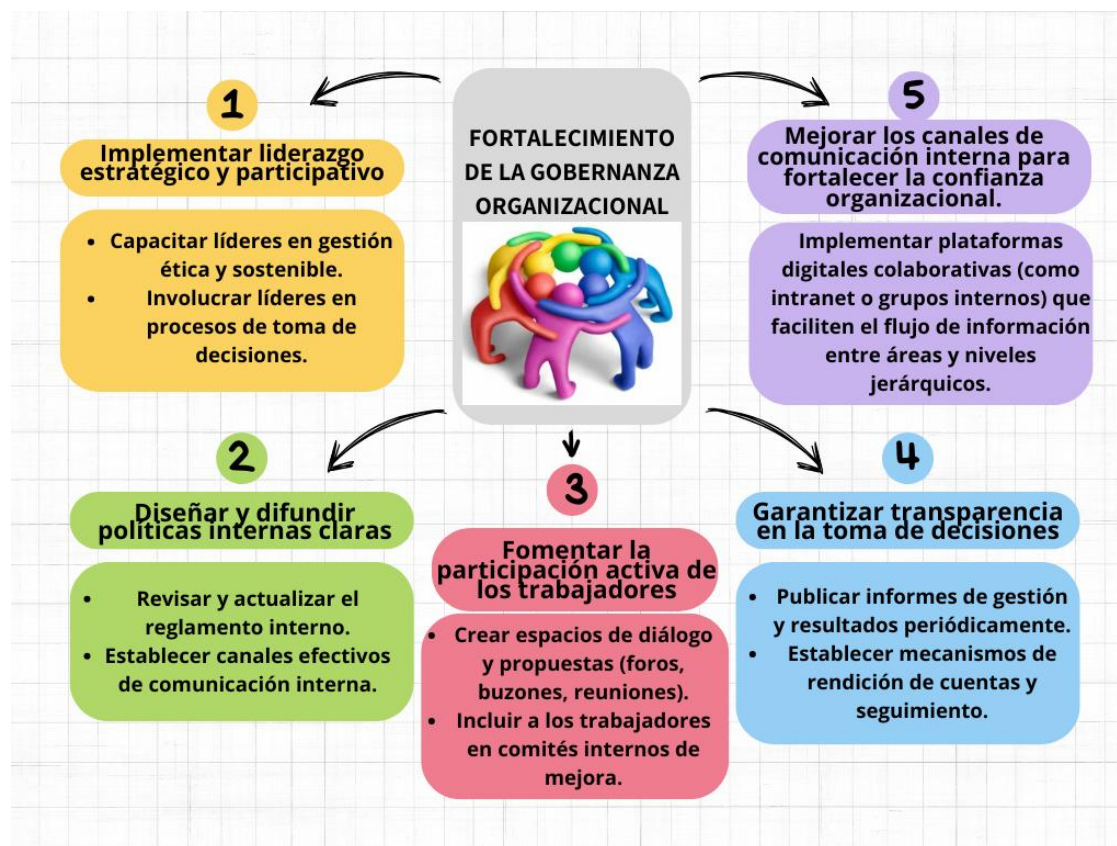 FORTALECIMIENTO
DE LA GOBERNANZA
ORGANIZACIONAL
1
Implementar liderazgo
estratégico y participativo
• Capacitar líderes en gestión
ética y sostenible.
• Involucrar líderes en
procesos de toma de
decisiones.
2
Diseñar y difundir
políticas internas claras
• Revisar y actualizar el
reglamento interno.
• Establecer canales efectivos
de comunicación interna.
3
Fomentar la
participación activa de
los trabajadores
• Crear espacios de diálogo
y propuestas (foros,
buzones, reuniones).
• Incluir a los trabajadores
en comités internos de
mejora.
4
Garantizar transparencia
en la toma de decisiones
• Publicar informes de gestión
y resultados periódicamente.
• Establecer mecanismos de
rendición de cuentas y
seguimiento.
5
Mejorar los canales de
comunicación interna para
fortalecer la confianza
organizacional.
Implementar plataformas
digitales colaborativas (como
intranet o grupos internos) que
faciliten el flujo de información
entre áreas y niveles
jerárquicos.